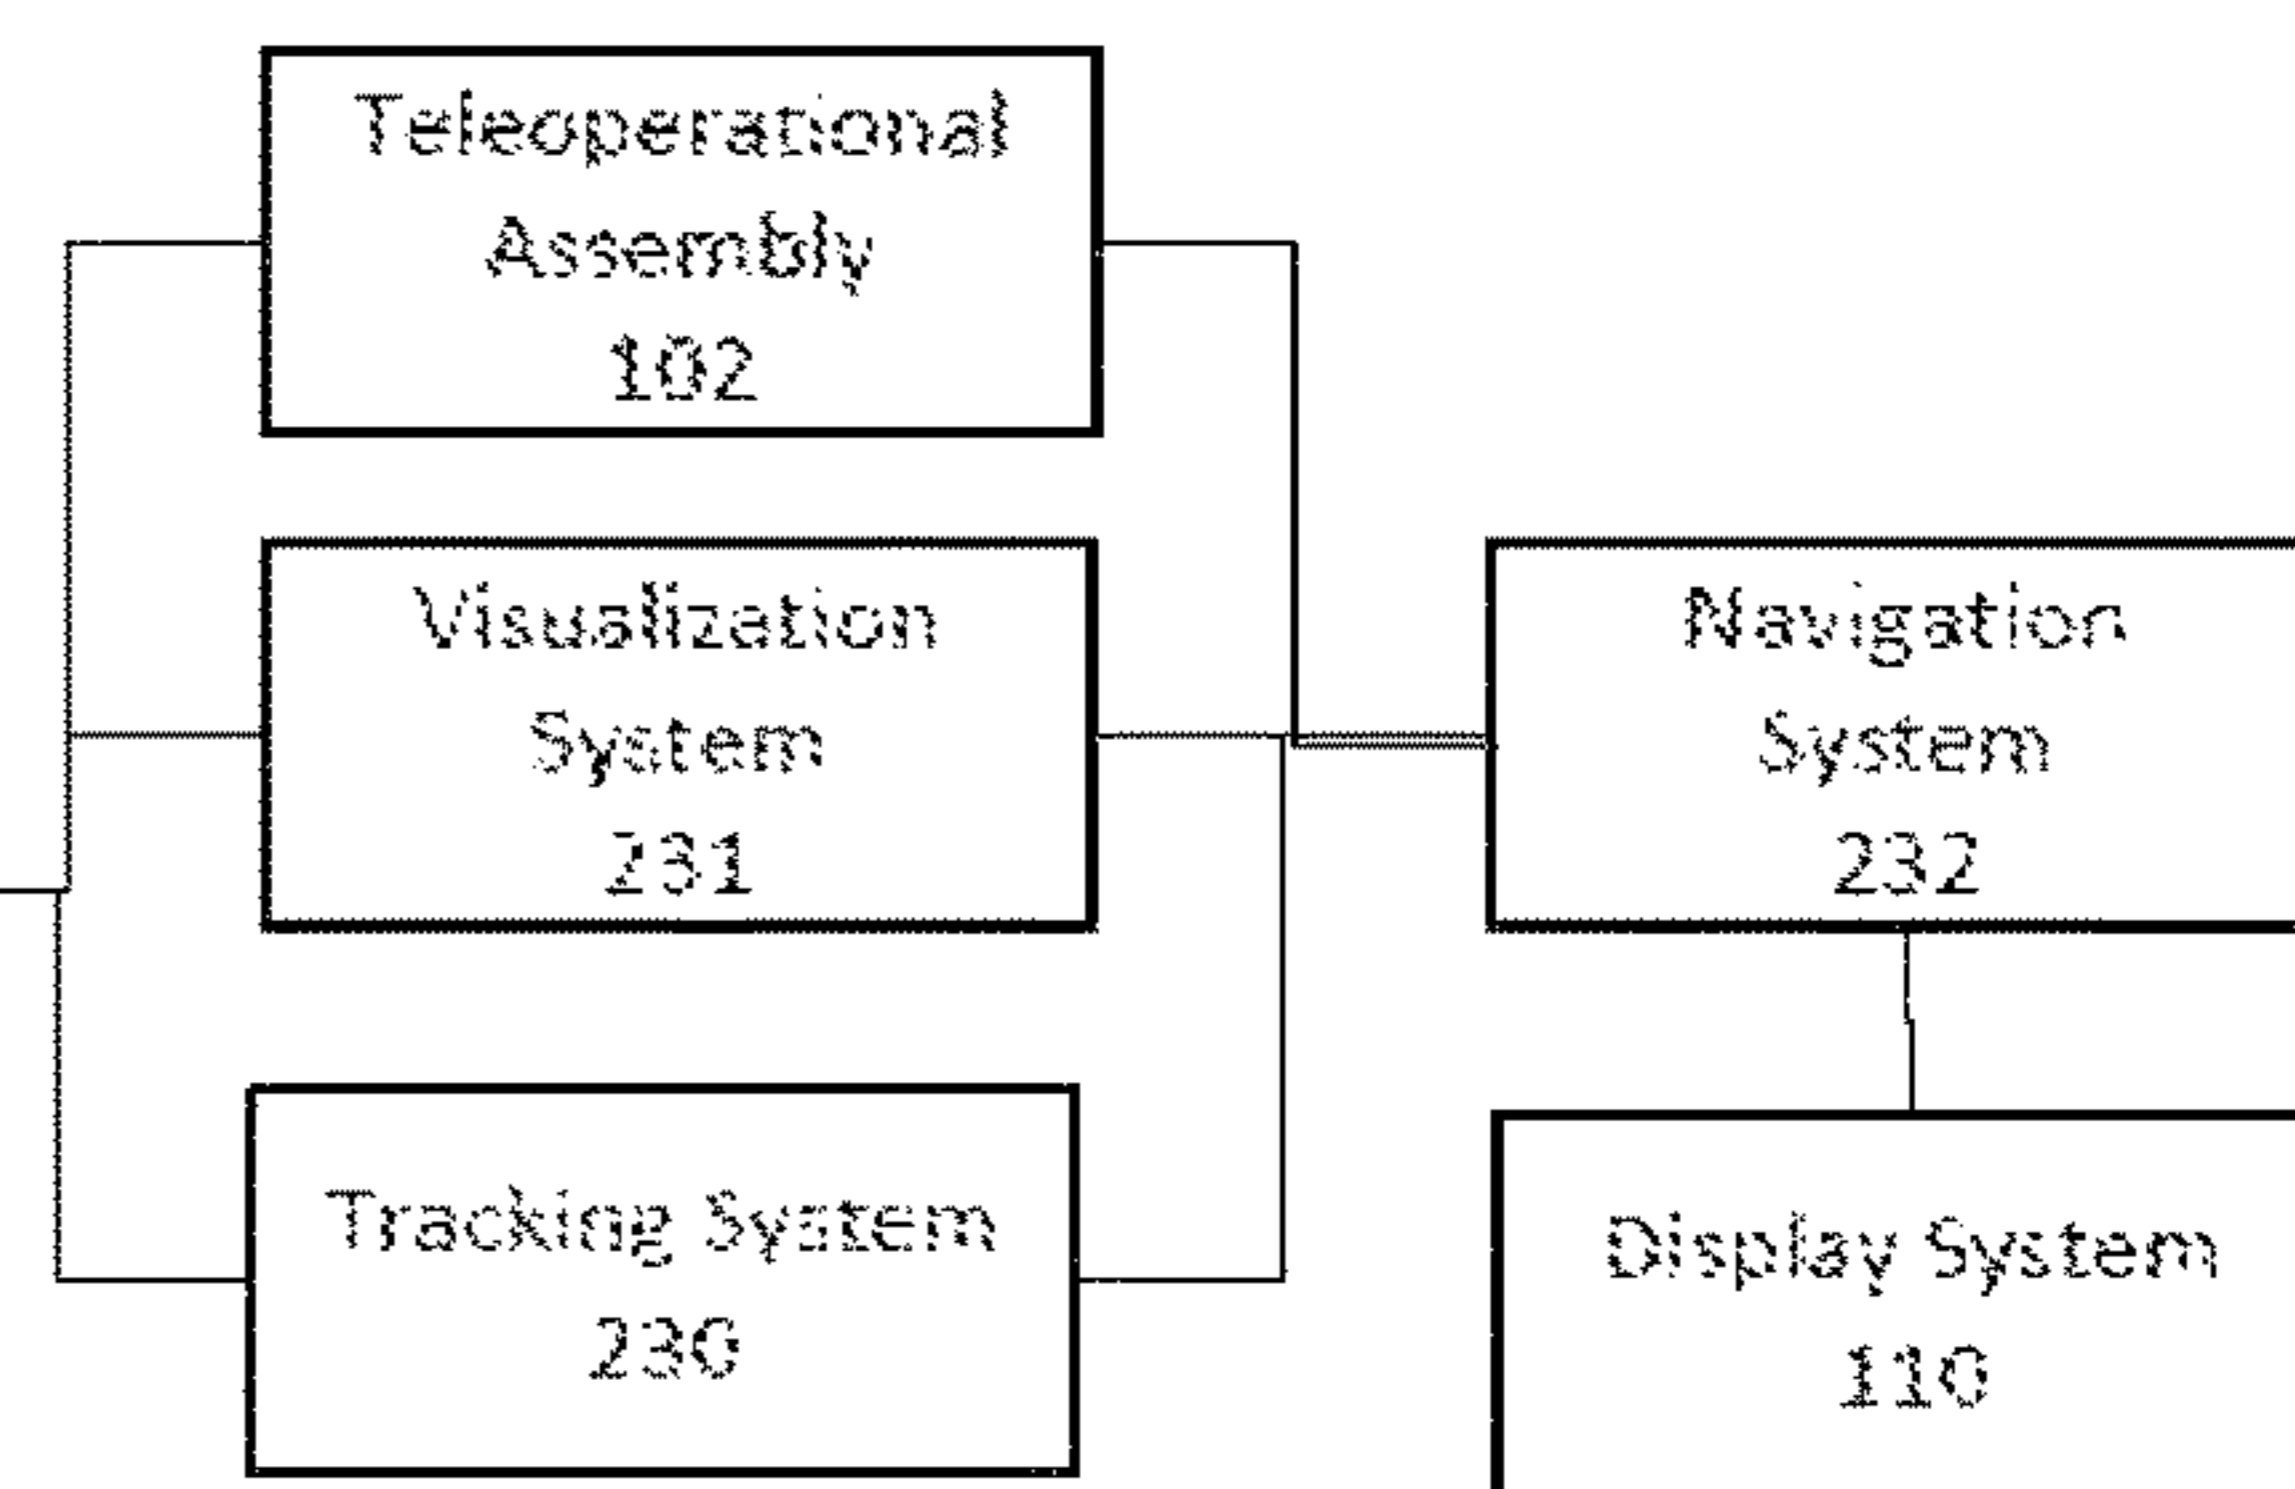 Teleoperational
Assembly
102
Visualization
System
231
Navigation
System
232
Tracking System
230
Display System
110